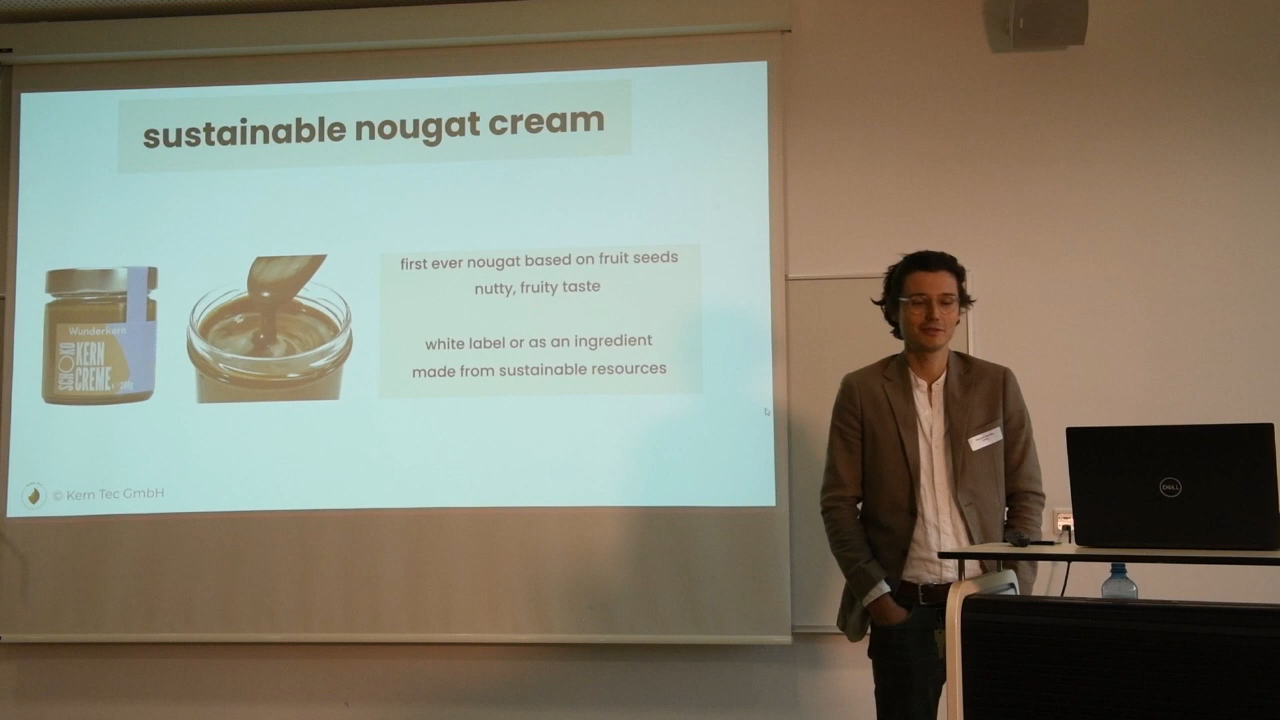 sustainable nougat cream
first ever nougat based on fruit seeds
nutty, fruity taste
white label or as an ingredient
made from sustainable resources
Wunderkern
SCHOKO
KERN
CREME
© Kern Tec GmbH
DELL